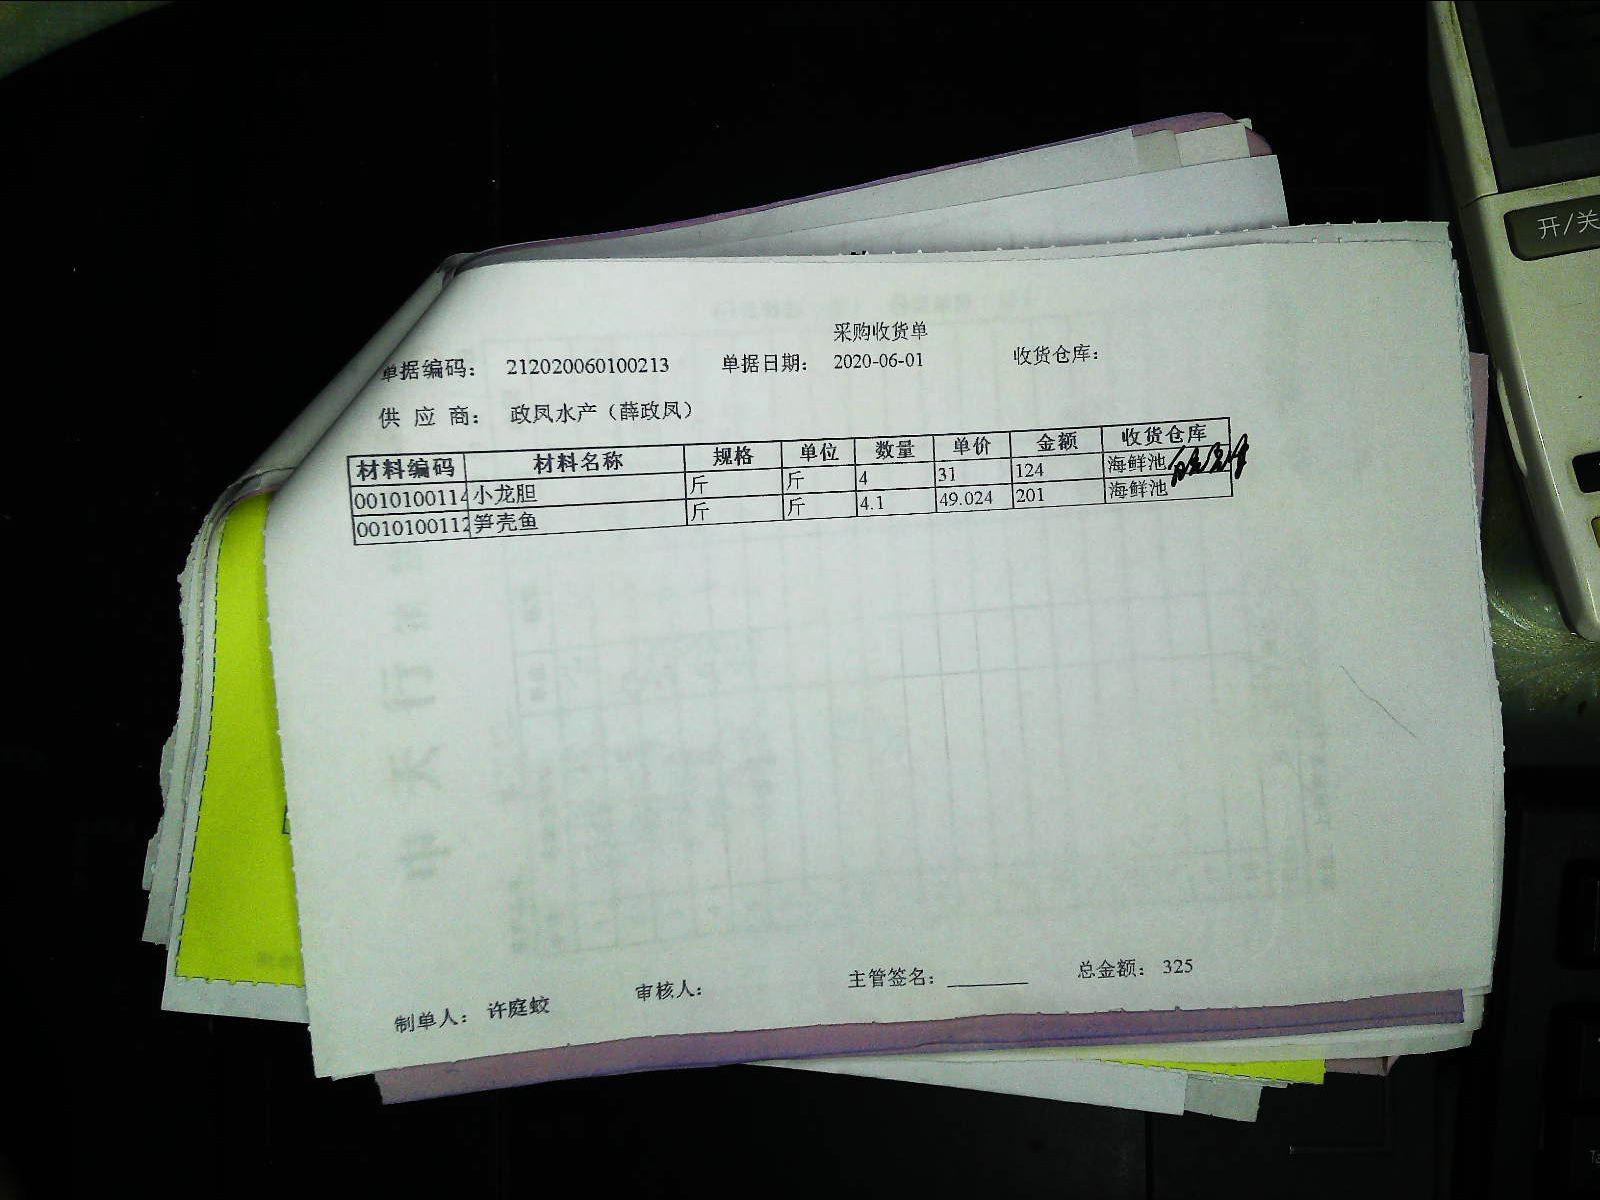 采购收货单
单据编码： 212020060100213 单据日期： 2020-06-01 收货仓库：
供 应 商： 政凤水产（薛政凤）
材料编码 材料名称 规格 单位 数量 单价 金额 收货仓库
0010100114 小龙胆 斤 斤 4 31 124 海鲜池
0010100112 笋壳鱼 斤 斤 4.1 49.024 201 海鲜池
制单人： 许庭蛟 审核人： 主管签名： 总金额： 325
开/关